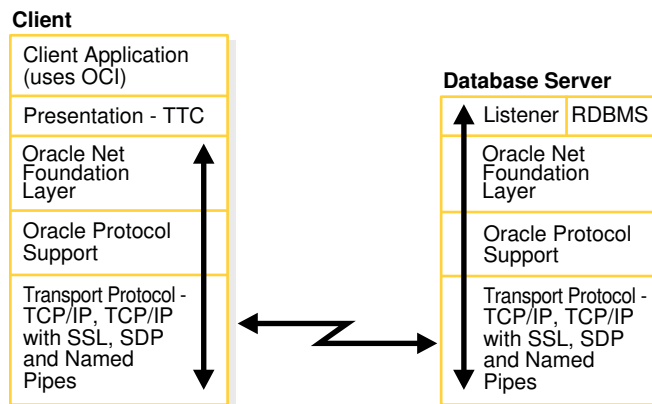 Client
Client Application
(uses OCI)
Presentation - TTC
Oracle Net
Foundation
Layer
Oracle Protocol
Support
Transport Protocol -
TCP/IP, TCP/IP
with SSL, SDP
and Named
Pipes
Database Server
Listener
RDBMS
Oracle Net
Foundation
Layer
Oracle Protocol
Support
Transport Protocol -
TCP/IP, TCP/IP
with SSL, SDP
and Named
Pipes